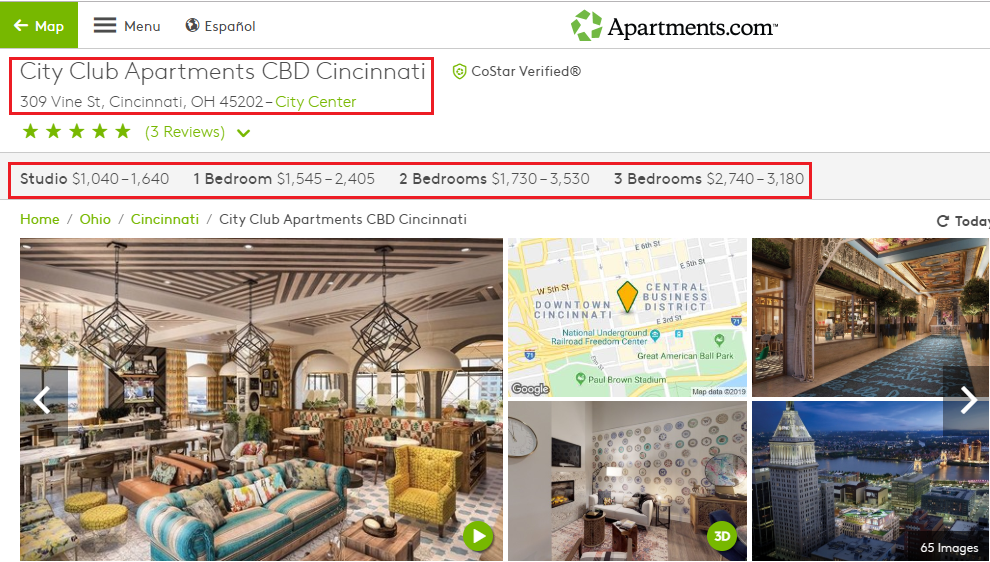 Map
Menu
Español
Apartments.com™
City Club Apartments CBD Cincinnati
CoStar Verified®
309 Vine St, Cincinnati, OH 45202 – City Center
(3 Reviews)
Studio $1,040 – 1,640 1 Bedroom $1,545 – 2,405 2 Bedrooms $1,730 – 3,530 3 Bedrooms $2,740 – 3,180
Home / Ohio / Cincinnati / City Club Apartments CBD Cincinnati
Today
E 6th St
E 5th St
W 5th St
DOWNTOWN
CINCINNATI
CENTRAL
BUSINESS
DISTRICT
E 3rd St
71
National Underground
Railroad Freedom Center
71
Great American Ball Park
Paul Brown Stadium
Google
Map data ©2019
3D
65 Images